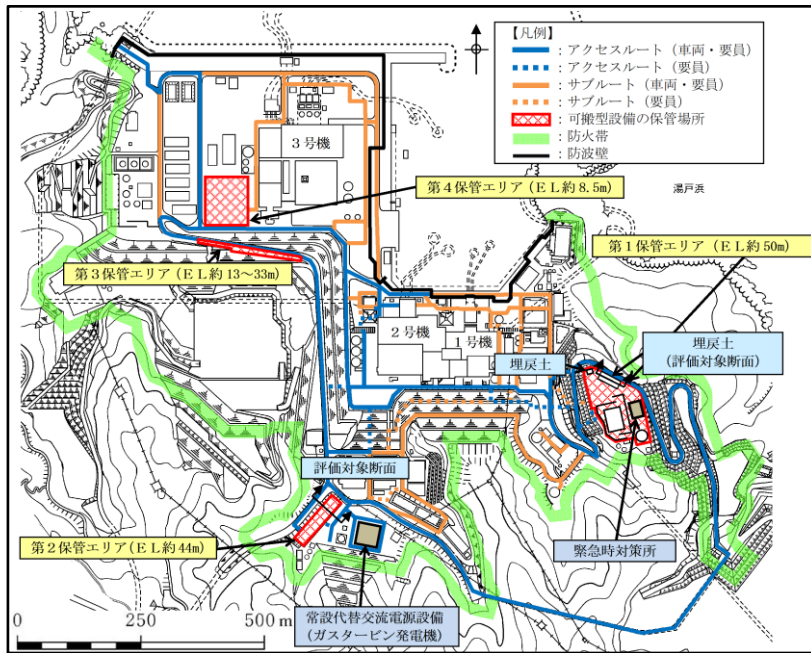 【凡例】
：アクセスルート（車両・要員）
：アクセスルート（要員）
：サブルート（車両・要員）
：サブルート（要員）
：可搬型設備の保管場所
：防火帯
：防波壁
3号機
湯戸浜
第４保管エリア（ＥＬ約 8.5m）
第１保管エリア（ＥＬ約 50m）
第３保管エリア（ＥＬ約 13～33m）
2号機
1号機
埋戻土
埋戻土
（評価対象断面）
評価対象断面
第２保管エリア（ＥＬ約44m）
緊急時対策所
常設代替交流電源設備
（ガスタービン発電機）
0 250 500 m